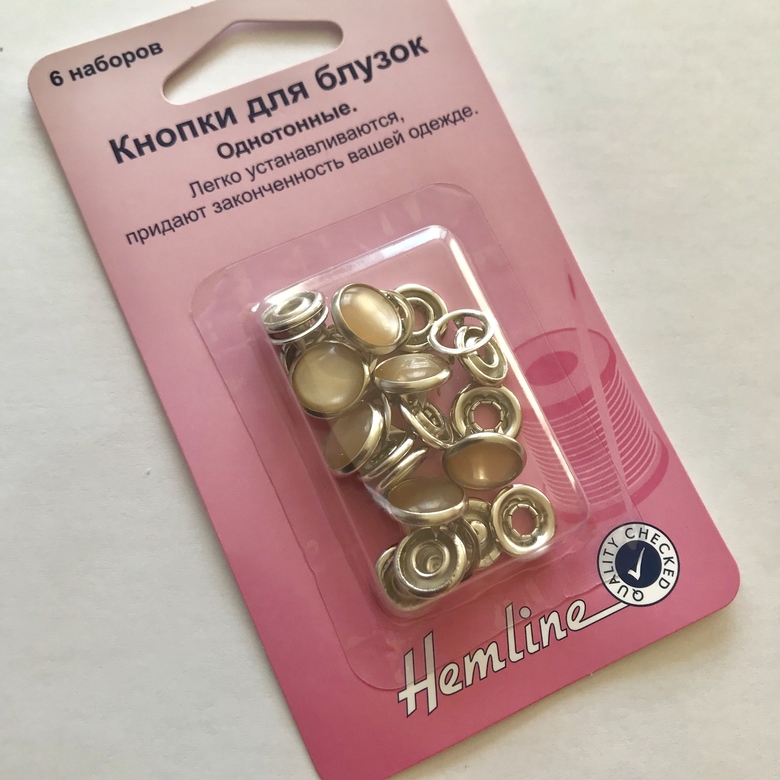 6 наборов
Кнопки для блузок
Однотонные.
Легко устанавливаются,
придают законченность вашей одежде.
QUALITY CHECKED
Hemline